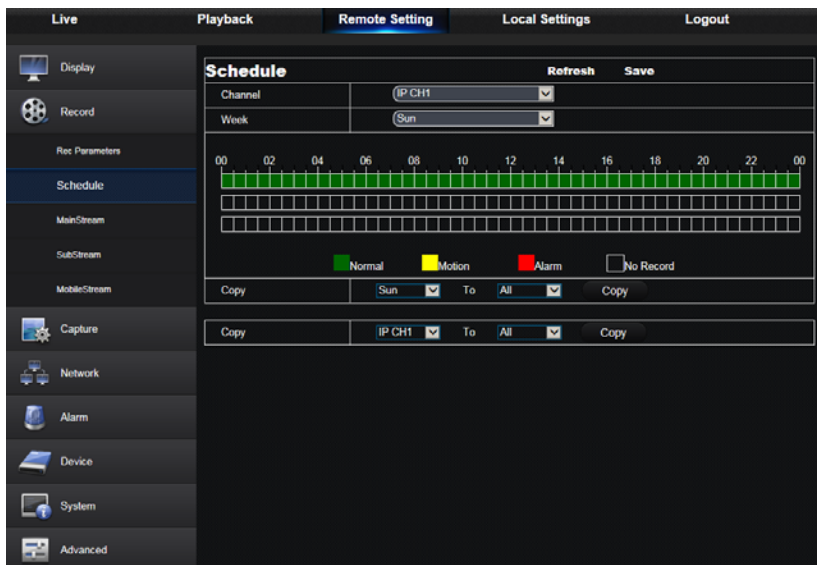 Live Playback Remote Setting Local Settings Logout
Display
Record
Rec Parameters
Schedule
MainStream
SubStream
MobileStream
Capture
Network
Alarm
Device
System
Advanced
Schedule Refresh Save
Channel IP CH1
Week Sun
00 02 04 06 08 10 12 14 16 18 20 22 00
Normal Motion Alarm No Record
Copy Sun To All Copy
Copy IP CH1 To All Copy